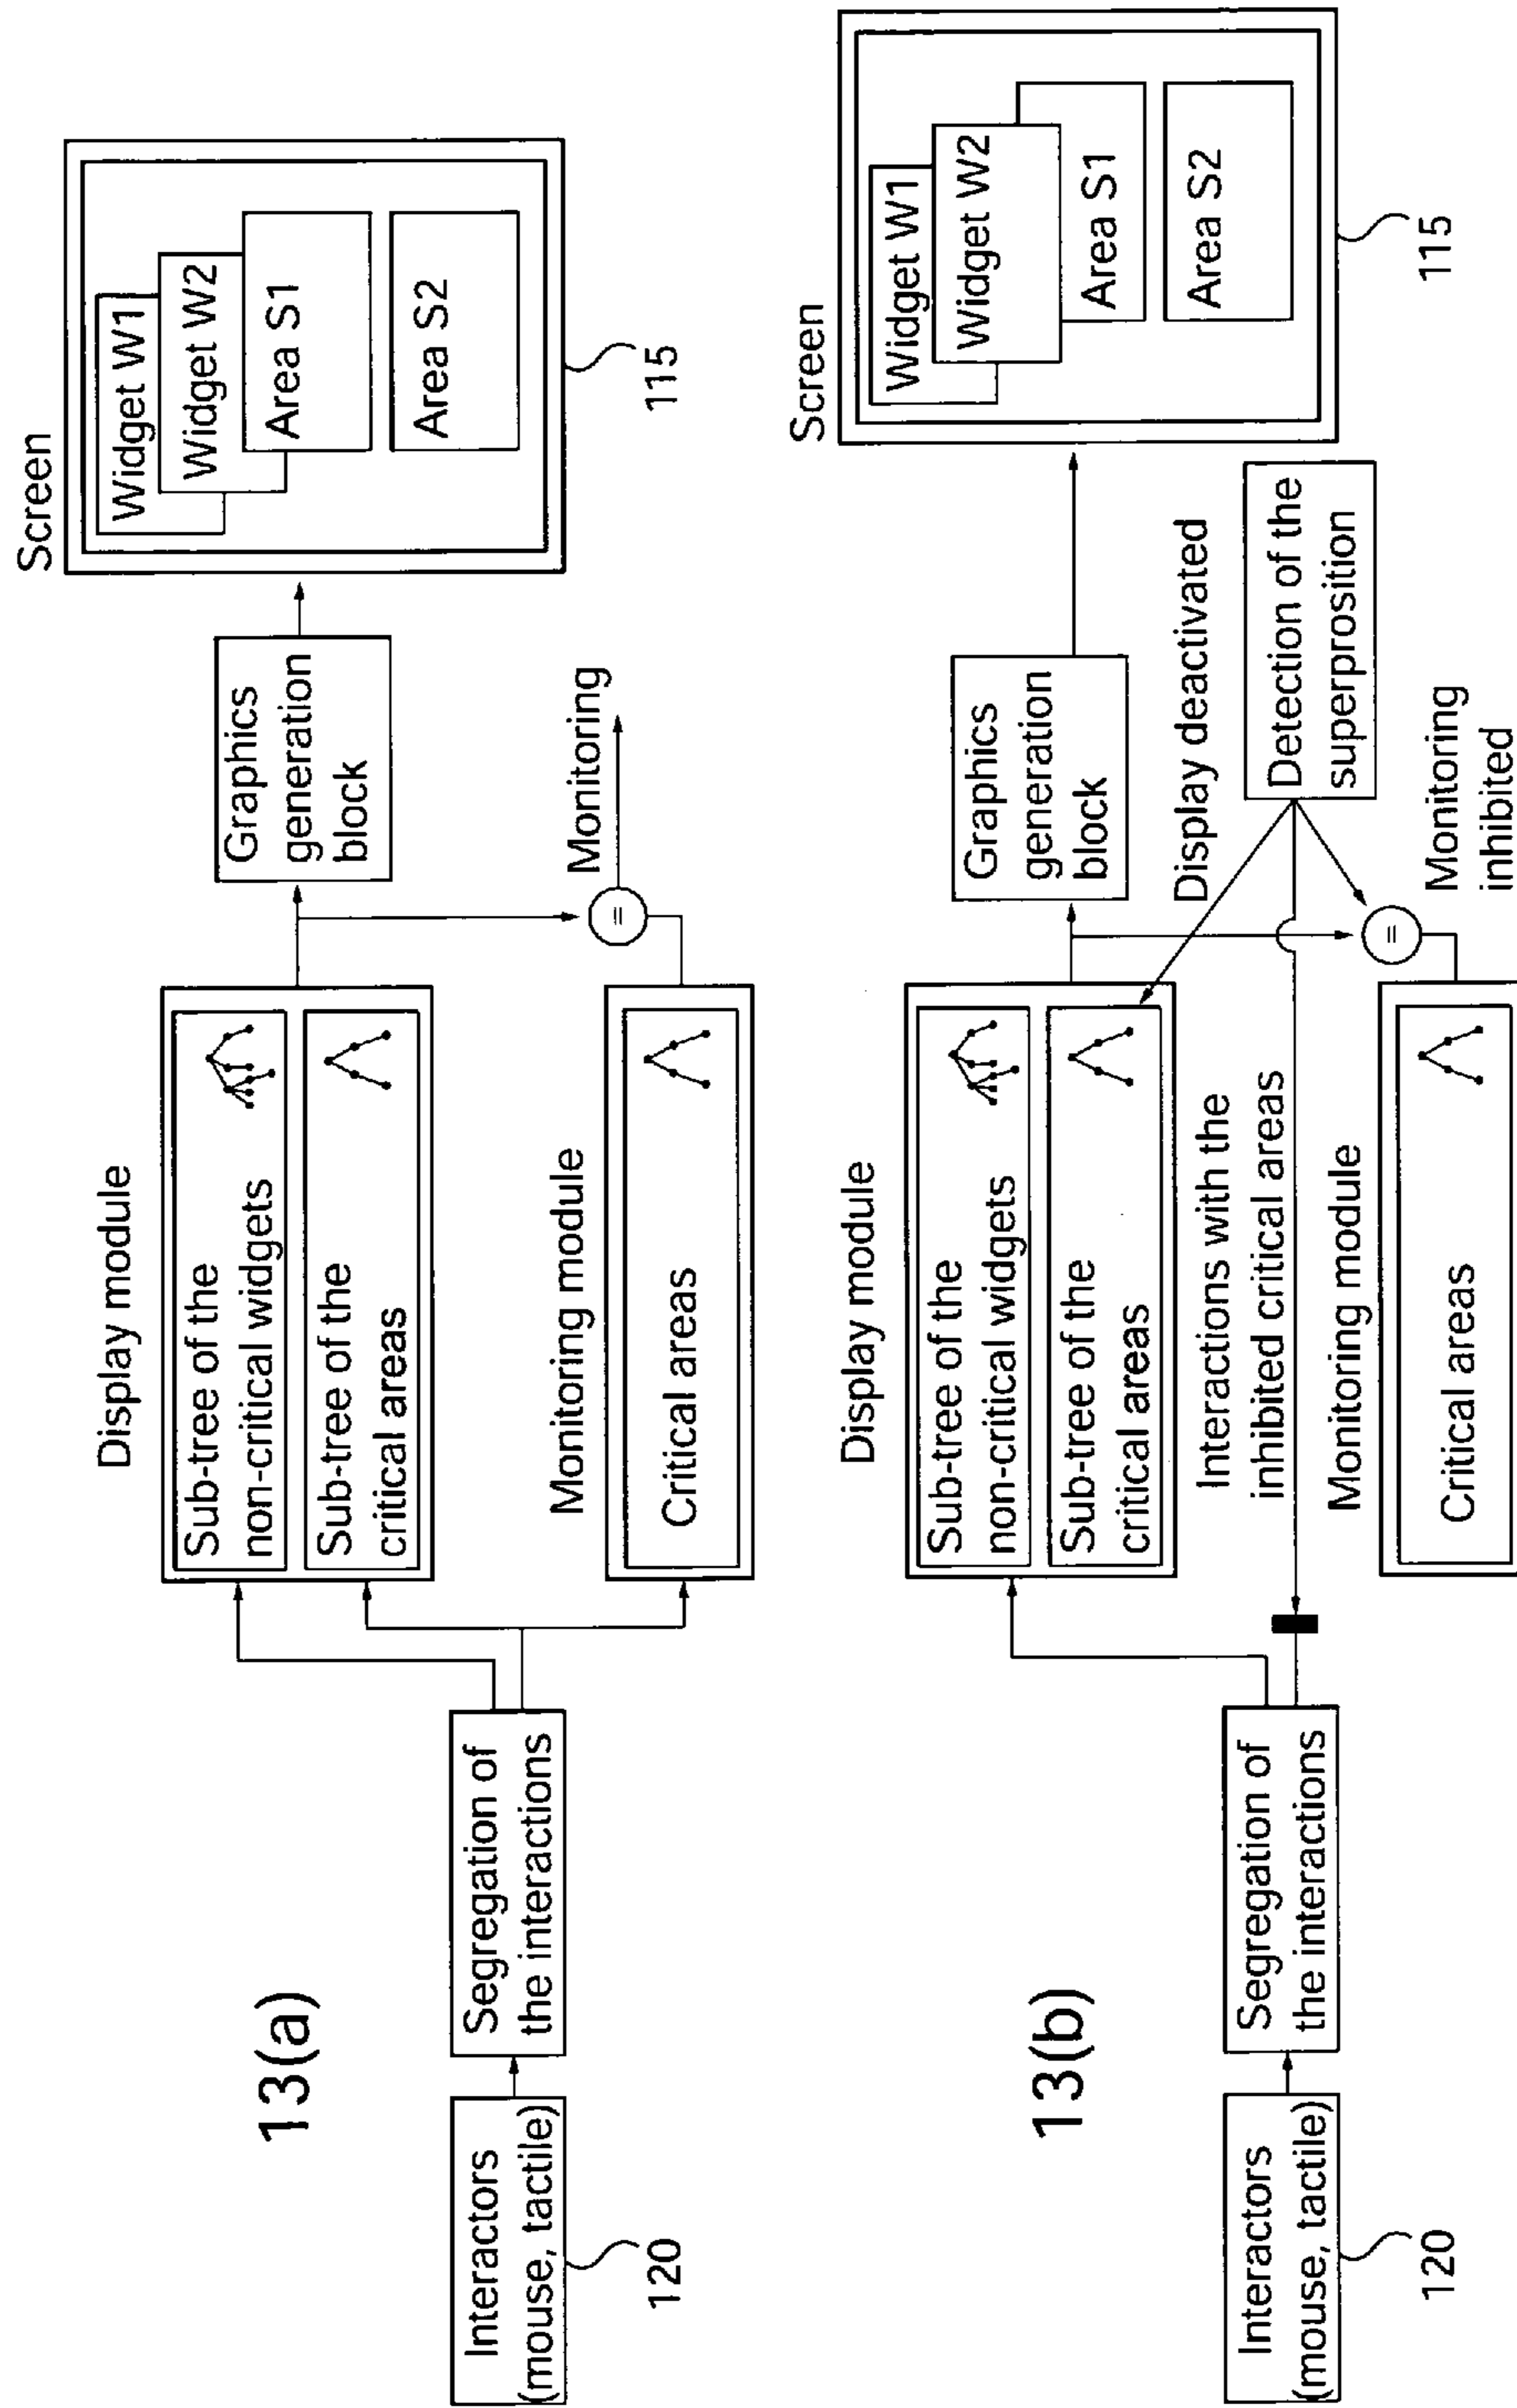 13(a)
Interactors
(mouse, tactile)
120
Segregation of
the interactions
Display module
Sub-tree of the
non-critical widgets
Sub-tree of the
critical areas
Monitoring module
Critical areas
=
Monitoring
Graphics
generation
block
Screen
Widget W1
Widget W2
Area S1
Area S2
115
13(b)
Interactors
(mouse, tactile)
120
Segregation of
the interactions
Display module
Sub-tree of the
non-critical widgets
Sub-tree of the
critical areas
Interactions with the
inhibited critical areas
Monitoring module
Critical areas
=
Monitoring
inhibited
Graphics
generation
block
Display deactivated
Detection of the
superprosition
Screen
Widget W1
Widget W2
Area S1
Area S2
115